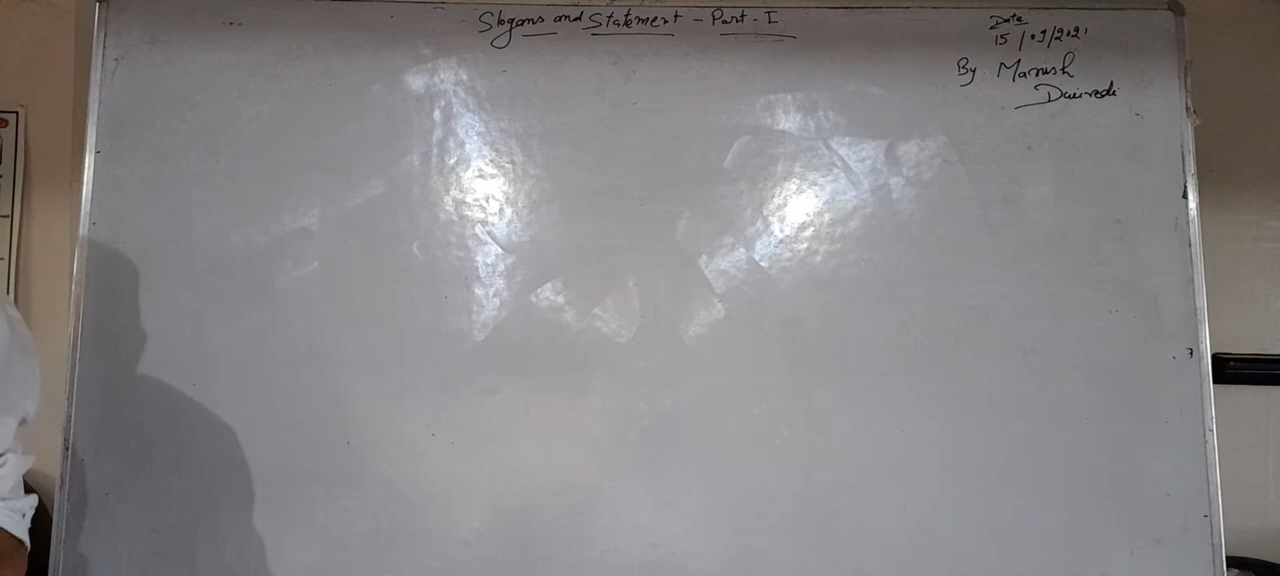 Slogans and Statement - Part - I
Date
15/09/2021
By Manish
Dwivedi